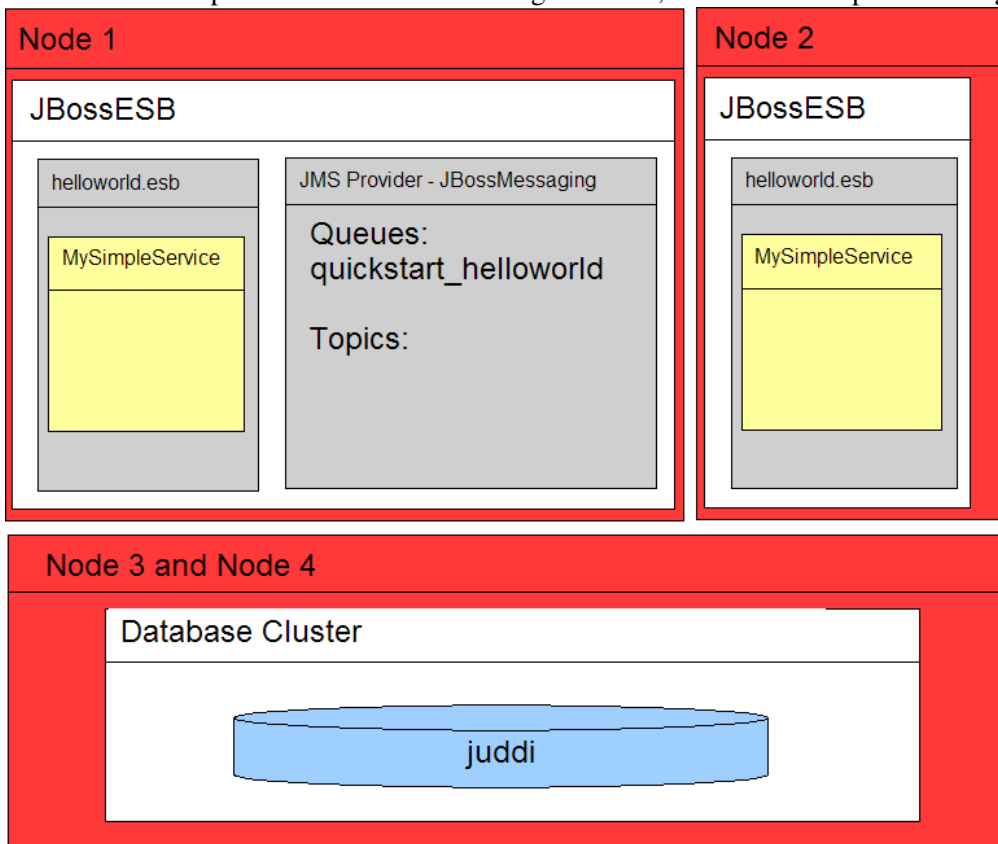 Node 1
JBossESB
helloworld.esb
MySimpleService
JMS Provider - JBossMessaging
Queues:
quickstart_helloworld
Topics:
Node 2
JBossESB
helloworld.esb
MySimpleService
Node 3 and Node 4
Database Cluster
juddi